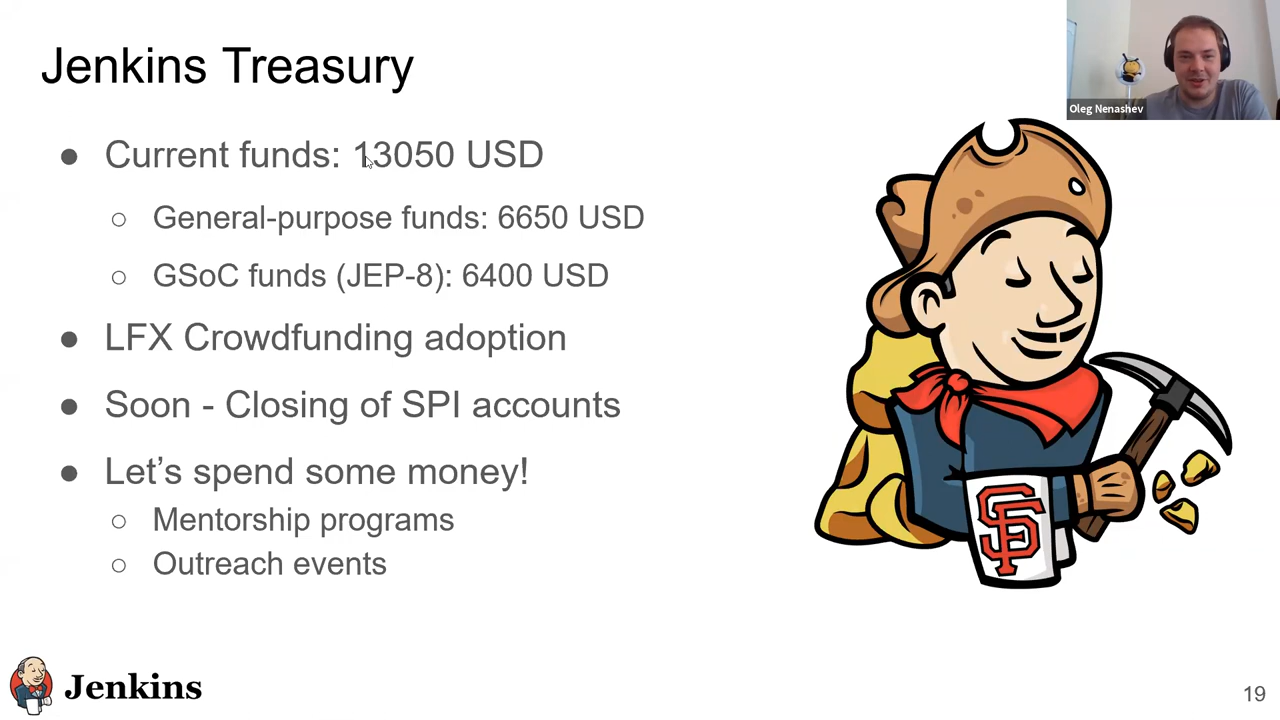 Jenkins Treasury
Oleg Nenashev
● Current funds: 13050 USD
○ General-purpose funds: 6650 USD
○ GSoC funds (JEP-8): 6400 USD
● LFX Crowdfunding adoption
● Soon - Closing of SPI accounts
● Let’s spend some money!
○ Mentorship programs
○ Outreach events
SF
Jenkins
19